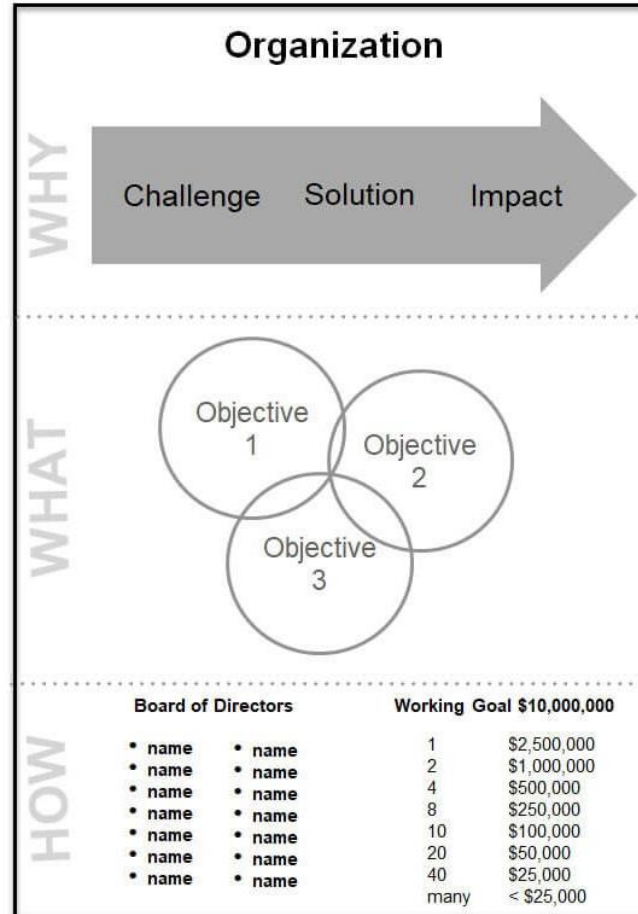 Organization
WHY
Challenge Solution Impact
WHAT
Objective
1
Objective
2
Objective
3
HOW
Board of Directors
• name • name
• name • name
• name • name
• name • name
• name • name
• name • name
• name • name
Working Goal $10,000,000
1 $2,500,000
2 $1,000,000
4 $500,000
8 $250,000
10 $100,000
20 $50,000
40 $25,000
many < $25,000